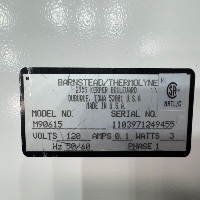 BARNSTEAD/THERMOLYNE
2555 KERPER BOULEVARD
DUBUQUE, IOWA 52001 U.S.A
MADE IN U.S.A.
NRTL/C
MODEL NO. SERIAL NO.
M90615 1103971249455
VOLTS 120 AMPS 0.1 WATTS 3
Hz 50/60 PHASE 1